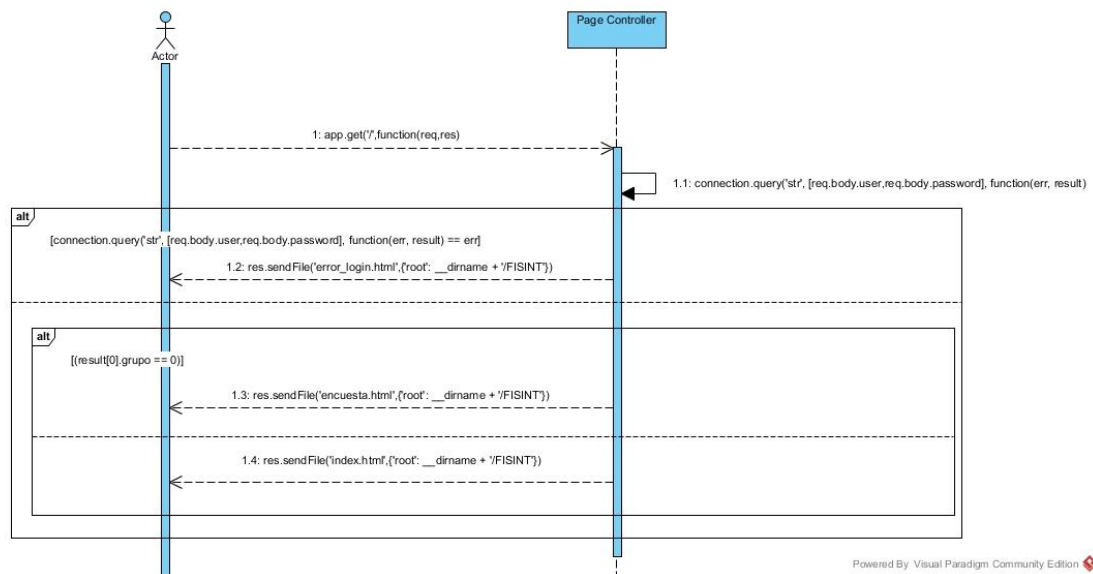 Page Controller
Actor
1: app.get('/',function(req,res)
1.1: connection.query('str', [req.body.user,req.body.password], function(err, result)
alt
[connection.query('str', [req.body.user,req.body.password], function(err, result) == err]
1.2: res.sendFile('error_login.html',{'root': __dirname + '/FISINT'})
alt
[(result[0].grupo == 0)]
1.3: res.sendFile('encuesta.html',{'root': __dirname + '/FISINT'})
1.4: res.sendFile('index.html',{'root': __dirname + '/FISINT'})
Powered By Visual Paradigm Community Edition